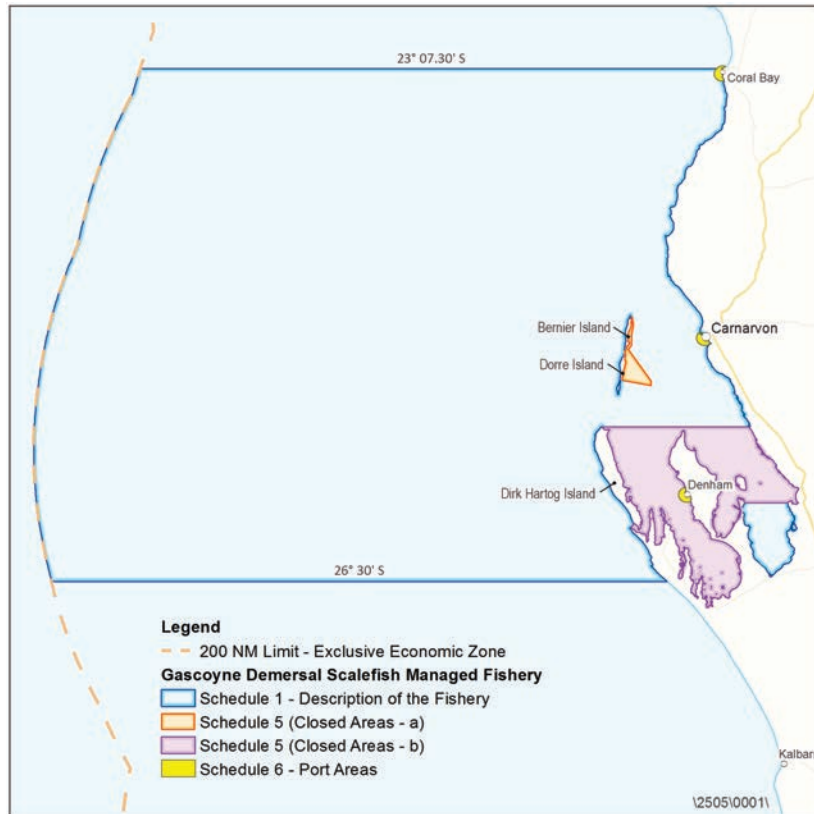 23° 07.30' S
Coral Bay
Bernier Island
Carnarvon
Dorre Island
Dirk Hartog Island
Denham
26° 30' S
Legend
200 NM Limit - Exclusive Economic Zone
Gascoyne Demersal Scalefish Managed Fishery
Schedule 1 - Description of the Fishery
Schedule 5 (Closed Areas - a)
Schedule 5 (Closed Areas - b)
Schedule 6 - Port Areas
Kalbarri
\2505\0001\